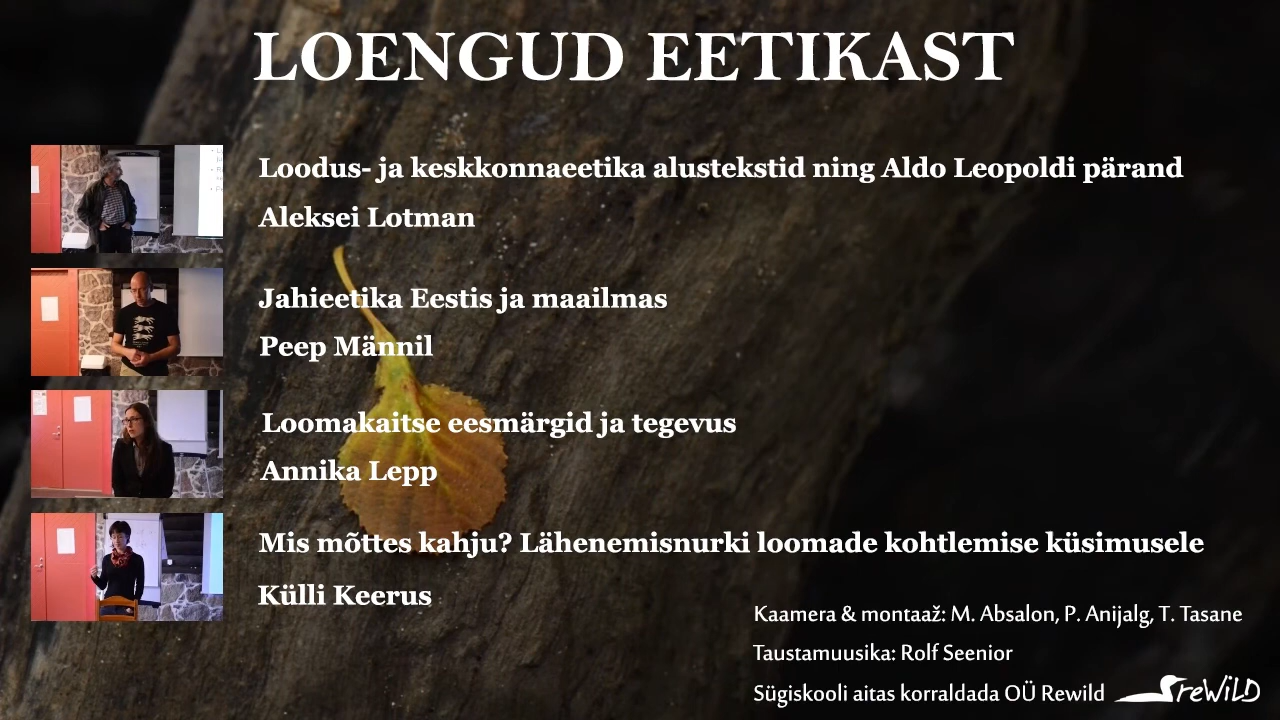 LOENGUD EETIKAST
Loodus- ja keskkonnaeetika alustekstid ning Aldo Leopoldi pärand
Aleksei Lotman
Jahieetika Eestis ja maailmas
Peep Männil
Loomakaitse eesmärgid ja tegevus
Annika Lepp
Mis mõttes kahju? Lähenemisnurki loomade kohtlemise küsimusele
Külli Keerus
Kaamera & montaaž: M. Absalon, P. Anijalg, T. Tasane
Taustamuusika: Rolf Seenior
Sügiskooli aitas korraldada OÜ Rewild
reWiLD